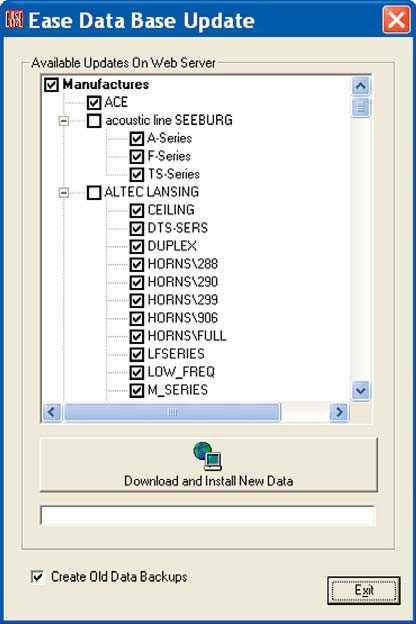 EASE Ease Data Base Update
Available Updates On Web Server
Manufactures
ACE
acoustic line SEEBURG
A-Series
F-Series
TS-Series
ALTEC LANSING
CEILING
DTS-SERS
DUPLEX
HORNS\288
HORNS\290
HORNS\299
HORNS\906
HORNS\FULL
LFSERIES
LOW_FREQ
M_SERIES
Download and Install New Data
Create Old Data Backups
Exit